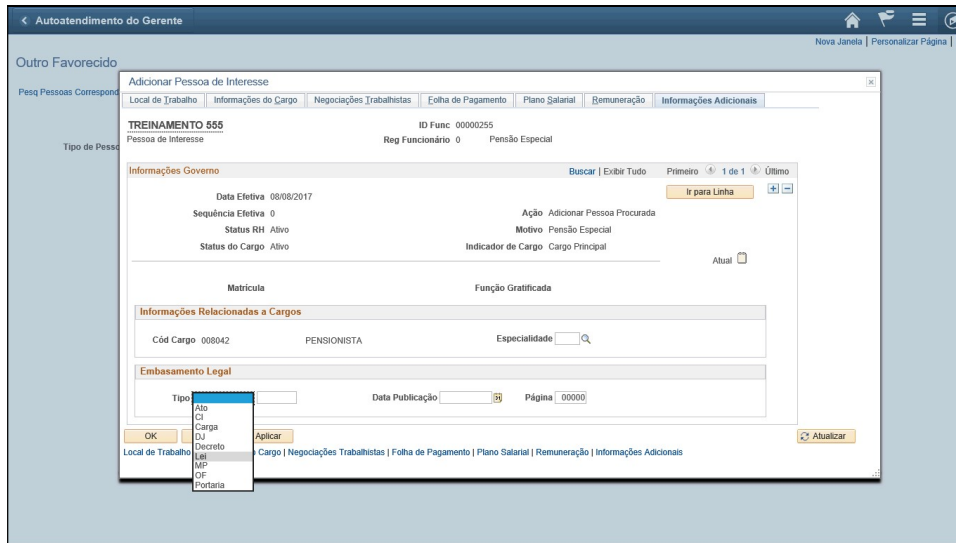 Autoatendimento do Gerente
Nova Janela | Personalizar Página |
Outro Favorecido
Adicionar Pessoa de Interesse
Pesq Pessoas Correspond
Local de Trabalho Informações do Cargo Negociações Trabalhistas Folha de Pagamento Plano Salarial Remuneração Informações Adicionais
TREINAMENTO 555 ID Func 00000255
Pessoa de Interesse Reg Funcionário 0 Pensão Especial
Tipo de Pesso
Informações Governo Buscar | Exibir Tudo Primeiro 1 de 1 Último
Ir para Linha
Data Efetiva 08/08/2017
Sequência Efetiva 0 Ação Adicionar Pessoa Procurada
Status RH Ativo Motivo Pensão Especial
Status do Cargo Ativo Indicador de Cargo Cargo Principal
Atual
Matrícula Função Gratificada
Informações Relacionadas a Cargos
Cód Cargo 008042 PENSIONISTA Especialidade
Embasamento Legal
Tipo Data Publicação Página 00000
Ato
CI
Carga
DJ
Decreto
Lei
MP
OF
Portaria
OK Aplicar Atualizar
Local de Trabalho Cargo | Negociações Trabalhistas | Folha de Pagamento | Plano Salarial | Remuneração | Informações Adicionais